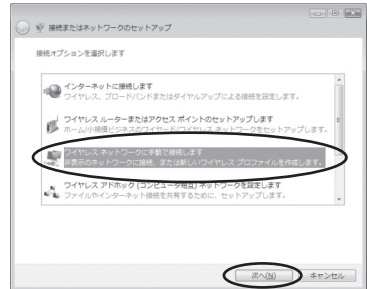 接続またはネットワークのセットアップ
接続オプションを選択します
インターネットに接続します
ワイヤレス、ブロードバンドまたはダイヤルアップによる接続を設定します。
ワイヤレス ルーターまたはアクセス ポイントのセットアップします
ホーム/小規模ビジネスのワイヤード/ワイヤレス ネットワークをセットアップします。
ワイヤレス ネットワークに手動で接続します
非表示のネットワークに接続、または新しいワイヤレス プロファイルを作成します。
ワイヤレス アドホック (コンピュータ相互) ネットワークを設定します
ファイルやインターネット接続を共有するために、セットアップします。
次へ(N)
キャンセル